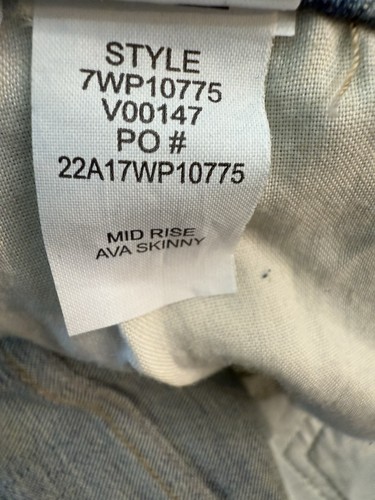 STYLE
7WP10775
V00147
PO #
22A17WP10775
MID RISE
AVA SKINNY